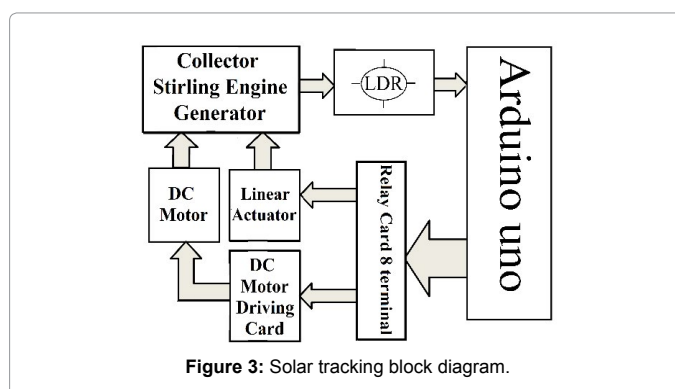 Collector
Stirling Engine
Generator
LDR
Arduino uno
DC
Motor
Linear
Actuator
Relay Card 8 terminal
DC
Motor
Driving
Card
Figure 3: Solar tracking block diagram.